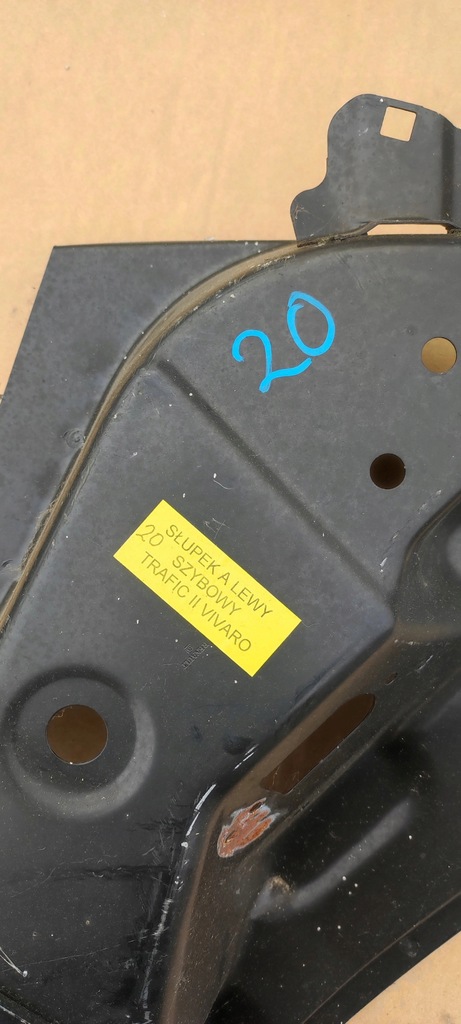 20
SŁUPEK A LEWY
20 SZYBOWY
TRAFIC II VIVARO